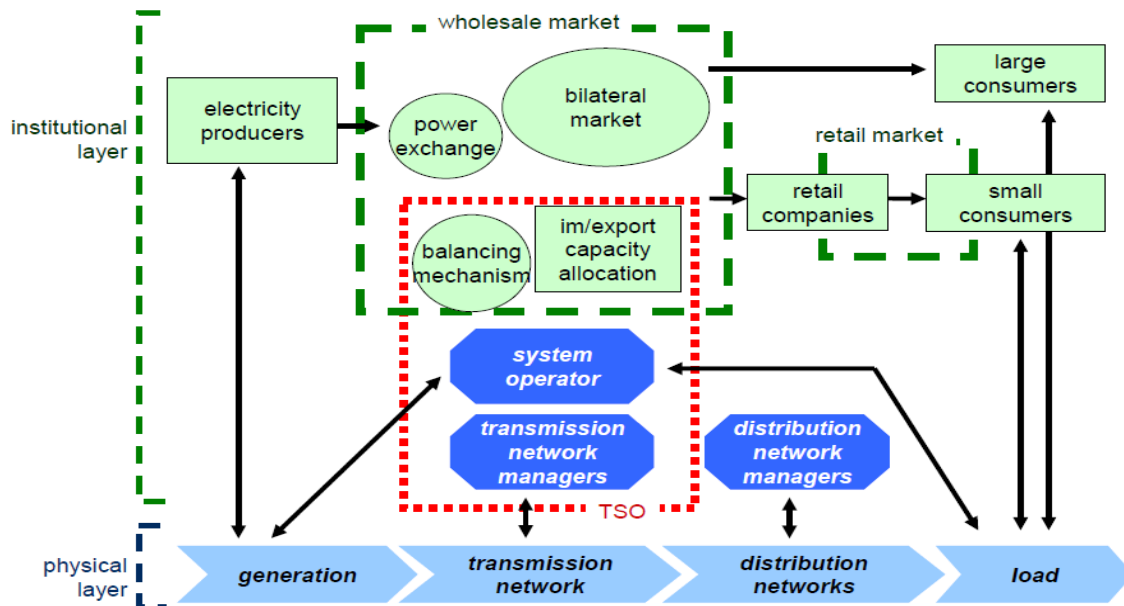 wholesale market
institutional
layer
electricity
producers
power
exchange
bilateral
market
large
consumers
retail market
retail
companies
small
consumers
balancing
mechanism
im/export
capacity
allocation
system
operator
transmission
network
managers
distribution
network
managers
TSO
physical
layer
generation
transmission
network
distribution
networks
load